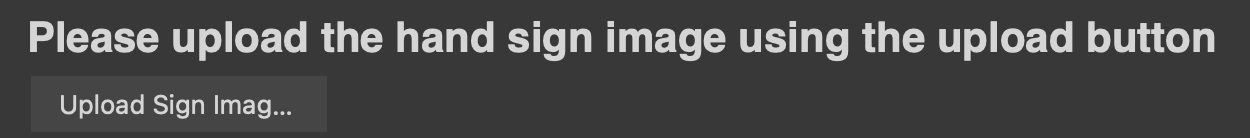 Please upload the hand sign image using the upload button
Upload Sign Imag...